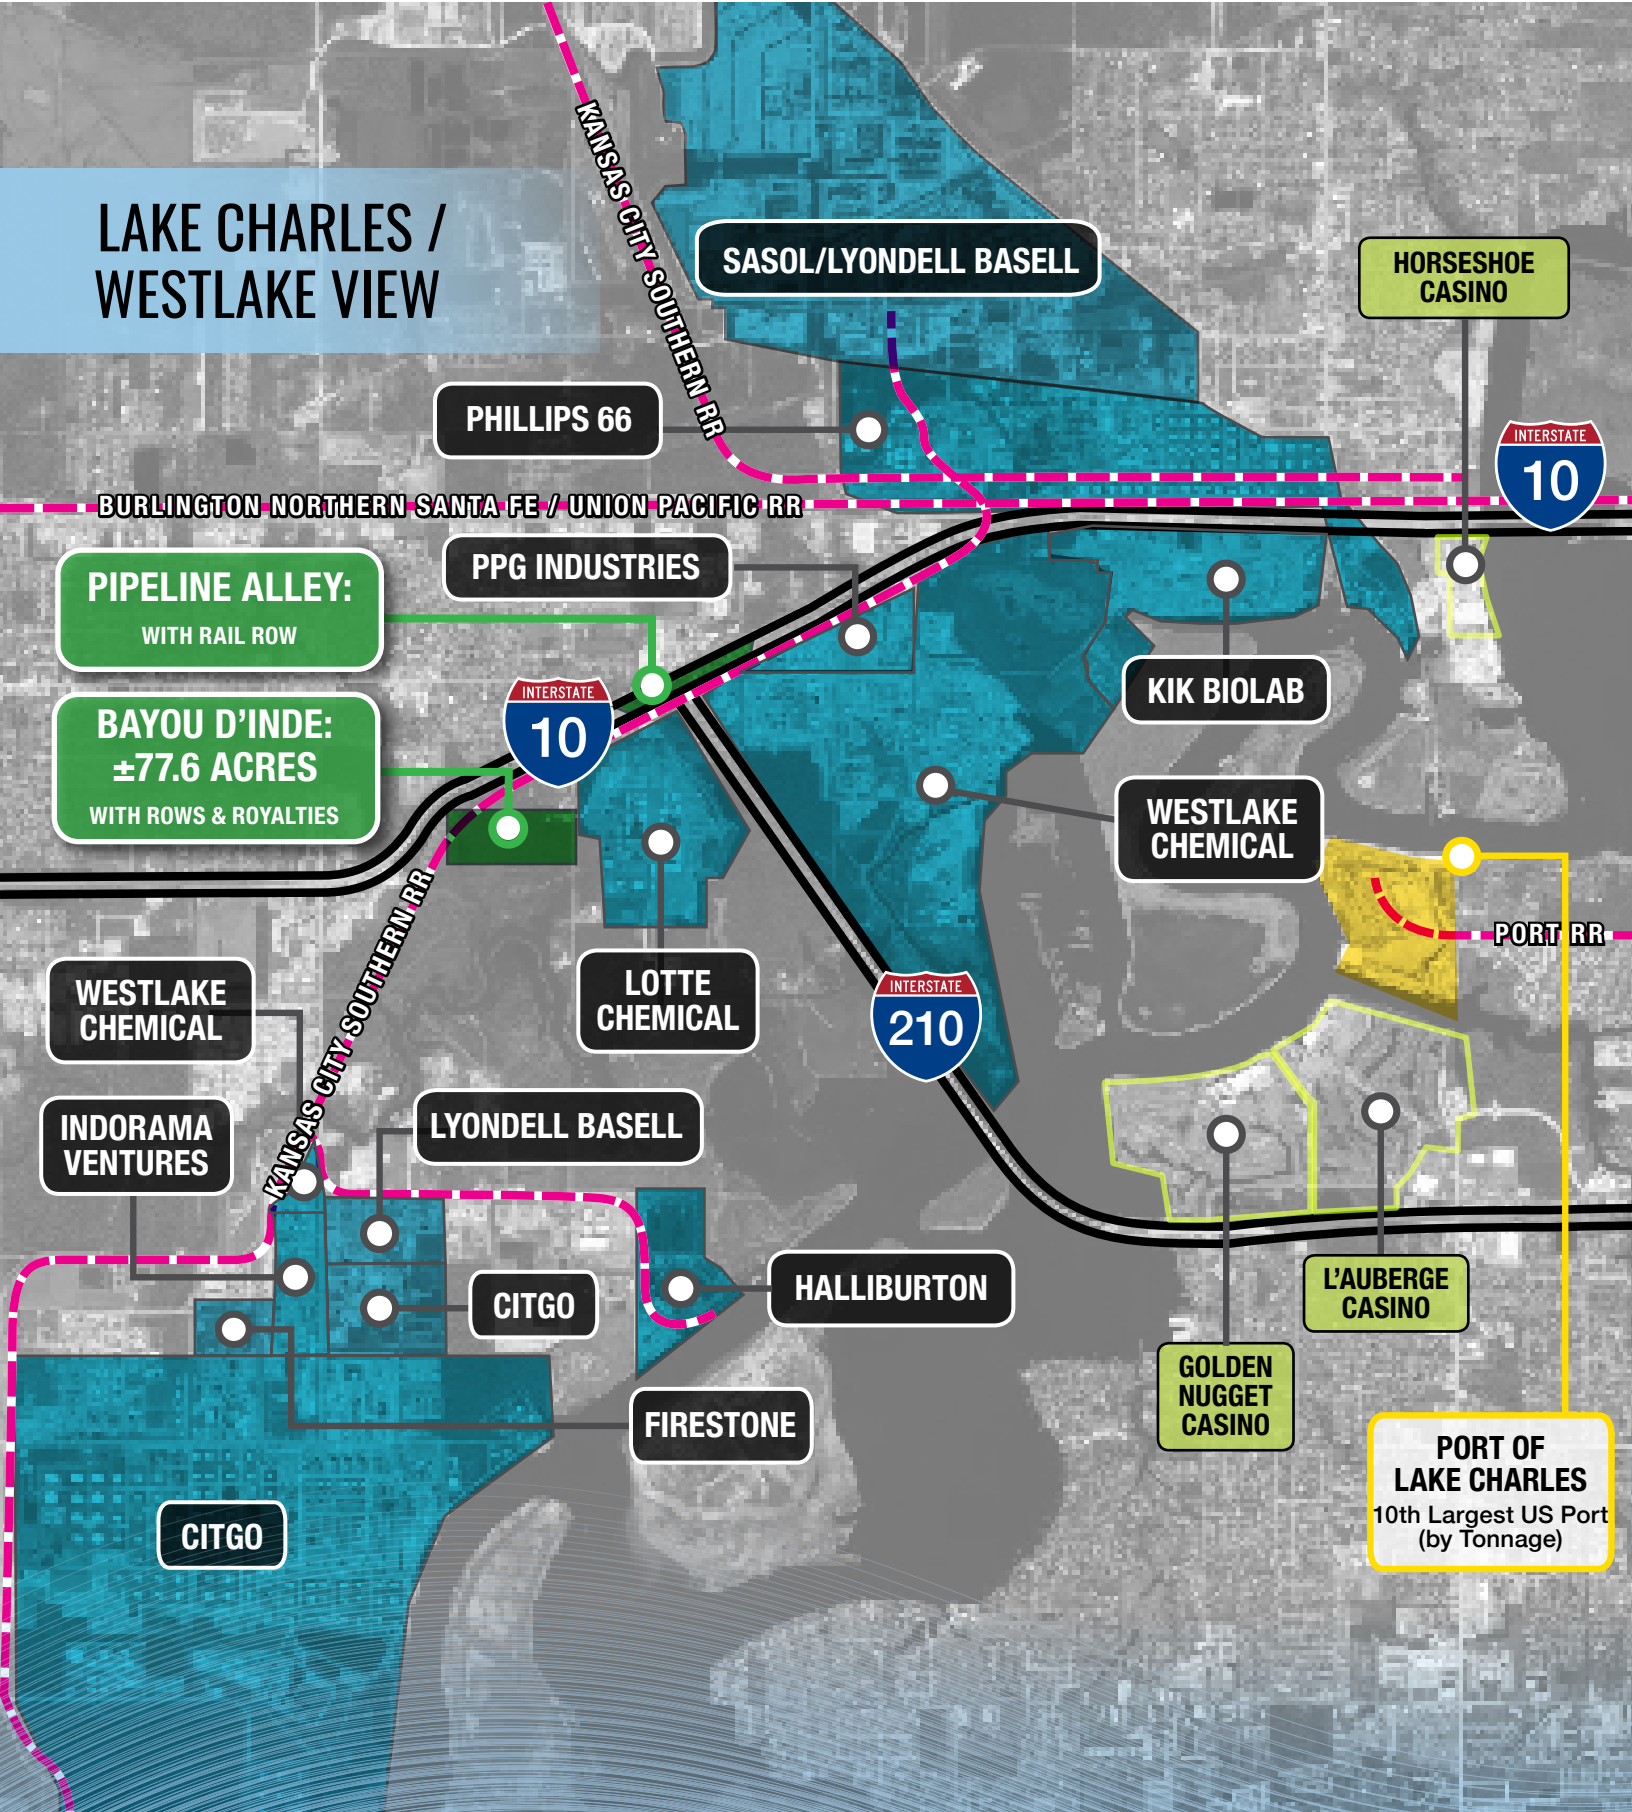 LAKE CHARLES /
WESTLAKE VIEW
KANSAS CITY SOUTHERN RR
SASOL/LYONDELL BASELL
HORSESHOE
CASINO
PHILLIPS 66
INTERSTATE
10
BURLINGTON NORTHERN SANTA FE / UNION PACIFIC RR
PPG INDUSTRIES
PIPELINE ALLEY:
WITH RAIL ROW
KIK BIOLAB
INTERSTATE
10
BAYOU D'INDE:
±77.6 ACRES
WITH ROWS & ROYALTIES
WESTLAKE
CHEMICAL
PORT RR
KANSAS CITY SOUTHERN RR
WESTLAKE
CHEMICAL
LOTTE
CHEMICAL
INTERSTATE
210
INDORAMA
VENTURES
LYONDELL BASELL
CITGO
HALLIBURTON
L'AUBERGE
CASINO
GOLDEN
NUGGET
CASINO
FIRESTONE
PORT OF
LAKE CHARLES
10th Largest US Port
(by Tonnage)
CITGO